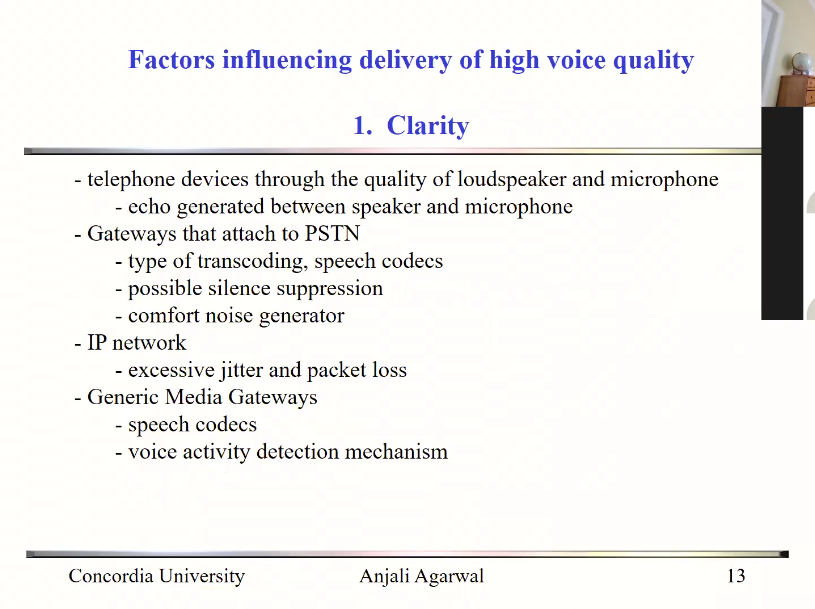 Factors influencing delivery of high voice quality
1. Clarity
- telephone devices through the quality of loudspeaker and microphone
- echo generated between speaker and microphone
- Gateways that attach to PSTN
- type of transcoding, speech codecs
- possible silence suppression
- comfort noise generator
- IP network
- excessive jitter and packet loss
- Generic Media Gateways
- speech codecs
- voice activity detection mechanism
Concordia University Anjali Agarwal 13